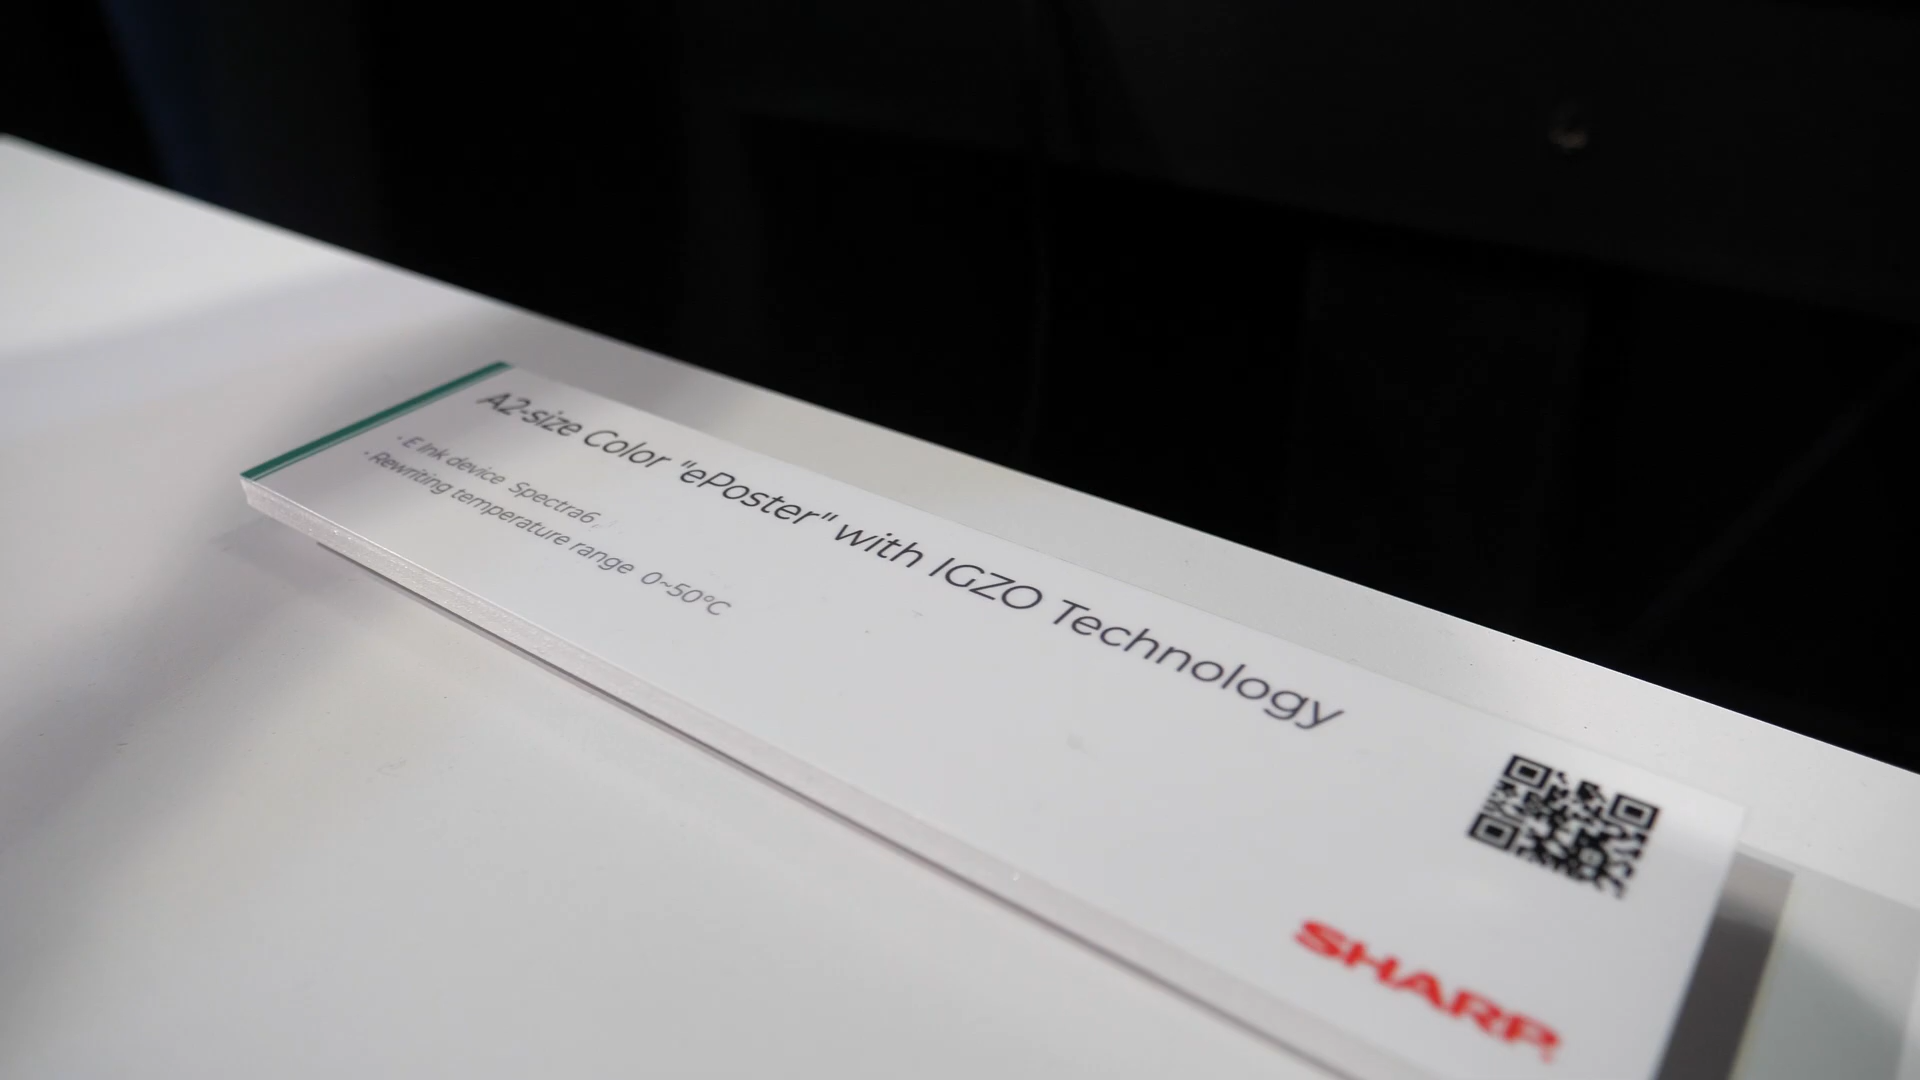 A2-size Color "ePoster" with IGZO Technology
・E Ink device Spectra6
・Rewriting temperature range 0~50°C
SHARP